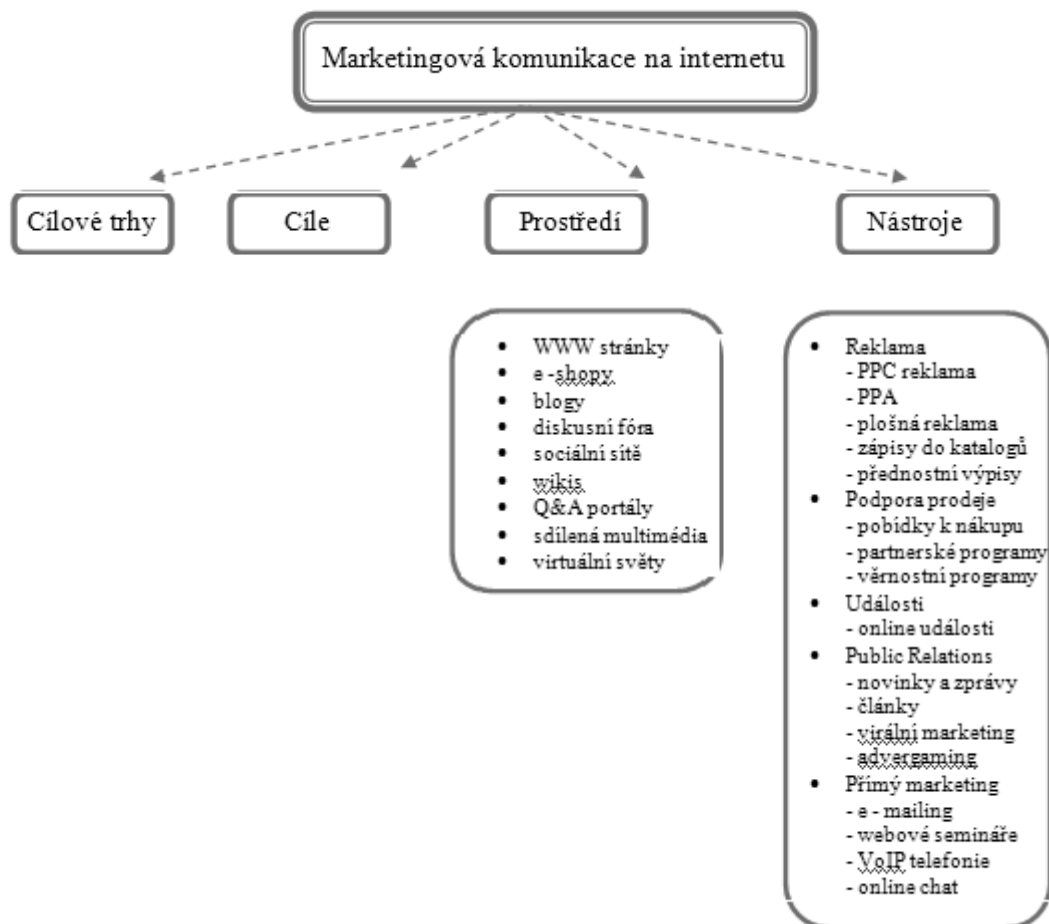 Marketingová komunikace na internetu
Cílové trhy
Cíle
Prostředí
Nástroje
• WWW stránky
• e -shopy
• blogy
• diskusní fóra
• sociální sítě
• wikis
• Q&A portály
• sdílená multimédia
• virtuální světy
• Reklama
- PPC reklama
- PPA
- plošná reklama
- zápisy do katalogů
- přednostní výpisy
• Podpora prodeje
- pobídky k nákupu
- partnerské programy
- věrnostní programy
• Události
- online události
• Public Relations
- novinky a zprávy
- články
- virální marketing
- advergaming
• Přímý marketing
- e - mailing
- webové semináře
- VoIP telefonie
- online chat